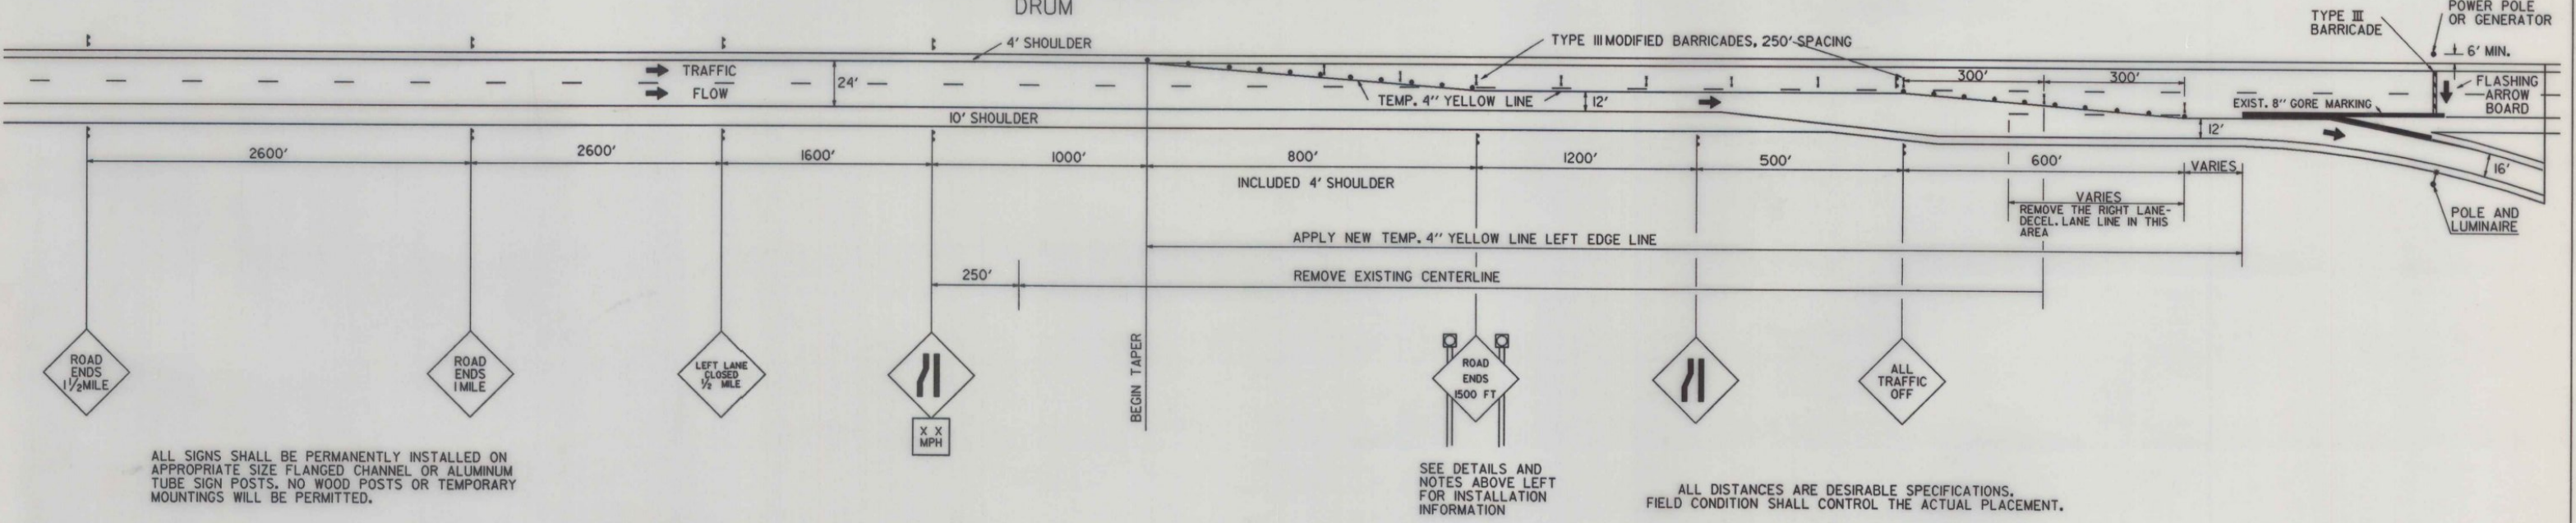 DRUM
POWER POLE
OR GENERATOR
TYPE III
BARRICADE
4' SHOULDER
TYPE III MODIFIED BARRICADES, 250' SPACING
6' MIN.
TRAFFIC
FLOW
24'
300'
300'
FLASHING
ARROW
BOARD
TEMP. 4" YELLOW LINE
12'
EXIST. 8" GORE MARKING
10' SHOULDER
12'
2600'
2600'
1600'
1000'
800'
1200'
500'
600'
VARIES
16'
INCLUDED 4' SHOULDER
VARIES
REMOVE THE RIGHT LANE-
DECEL. LANE LINE IN THIS
AREA
POLE AND
LUMINAIRE
APPLY NEW TEMP. 4" YELLOW LINE LEFT EDGE LINE
250'
REMOVE EXISTING CENTERLINE
BEGIN TAPER
ROAD
ENDS
1 1/2 MILE
ROAD
ENDS
1 MILE
LEFT LANE
CLOSED
1/2 MILE
X X
MPH
ROAD
ENDS
1500 FT
ALL
TRAFFIC
OFF
ALL SIGNS SHALL BE PERMANENTLY INSTALLED ON
APPROPRIATE SIZE FLANGED CHANNEL OR ALUMINUM
TUBE SIGN POSTS. NO WOOD POSTS OR TEMPORARY
MOUNTINGS WILL BE PERMITTED.
SEE DETAILS AND
NOTES ABOVE LEFT
FOR INSTALLATION
INFORMATION
ALL DISTANCES ARE DESIRABLE SPECIFICATIONS.
FIELD CONDITION SHALL CONTROL THE ACTUAL PLACEMENT.